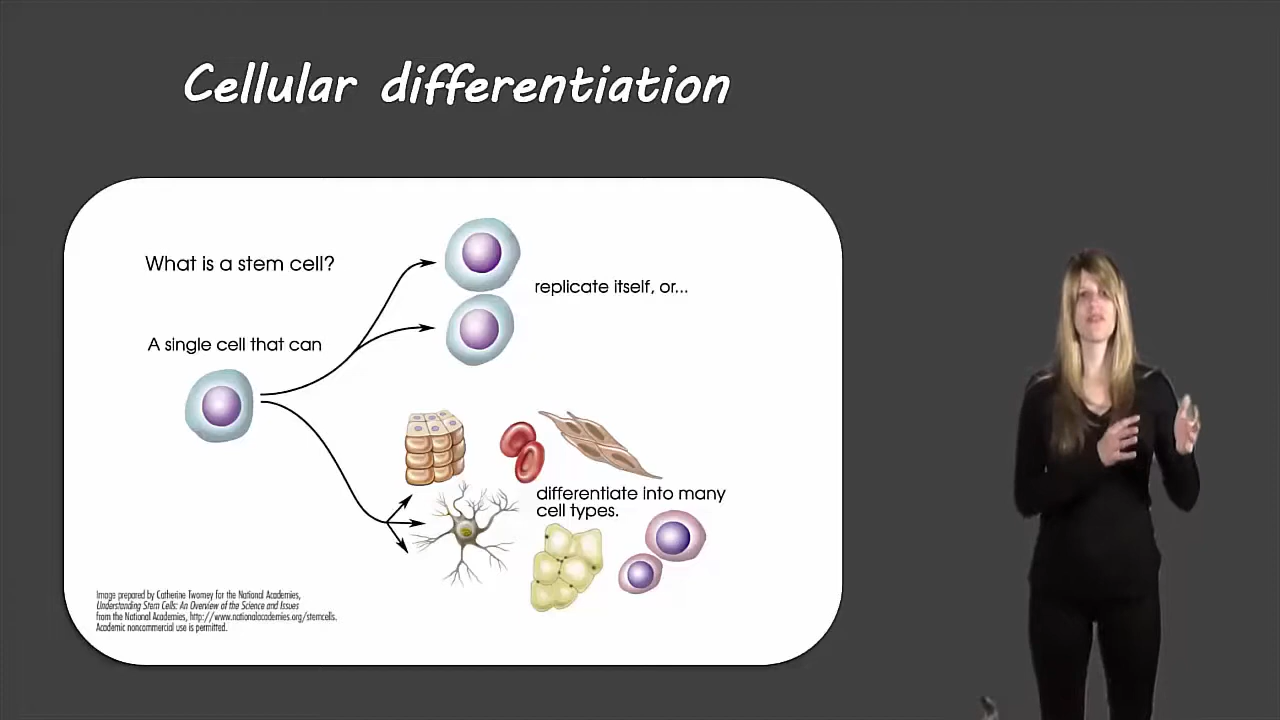 Cellular differentiation
What is a stem cell?
replicate itself, or...
A single cell that can
differentiate into many
cell types.
Image prepared by Catherine Twomey for the National Academies,
Understanding Stem Cells: An Overview of the Science and Issues
from the National Academies, http://www.nationalacademies.org/stemcells.
Academic noncommercial use is permitted.